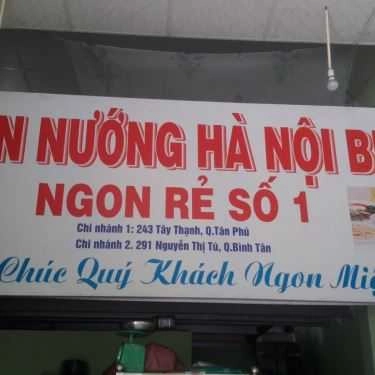 N NƯỚNG HÀ NỘI B
NGON RẺ SỐ 1
Chi nhánh 1: 243 Tây Thạnh, Q.Tân Phú
Chi nhánh 2. 291 Nguyễn Thị Tú, Q.Bình Tân
Chúc Quý Khách Ngon Miệ